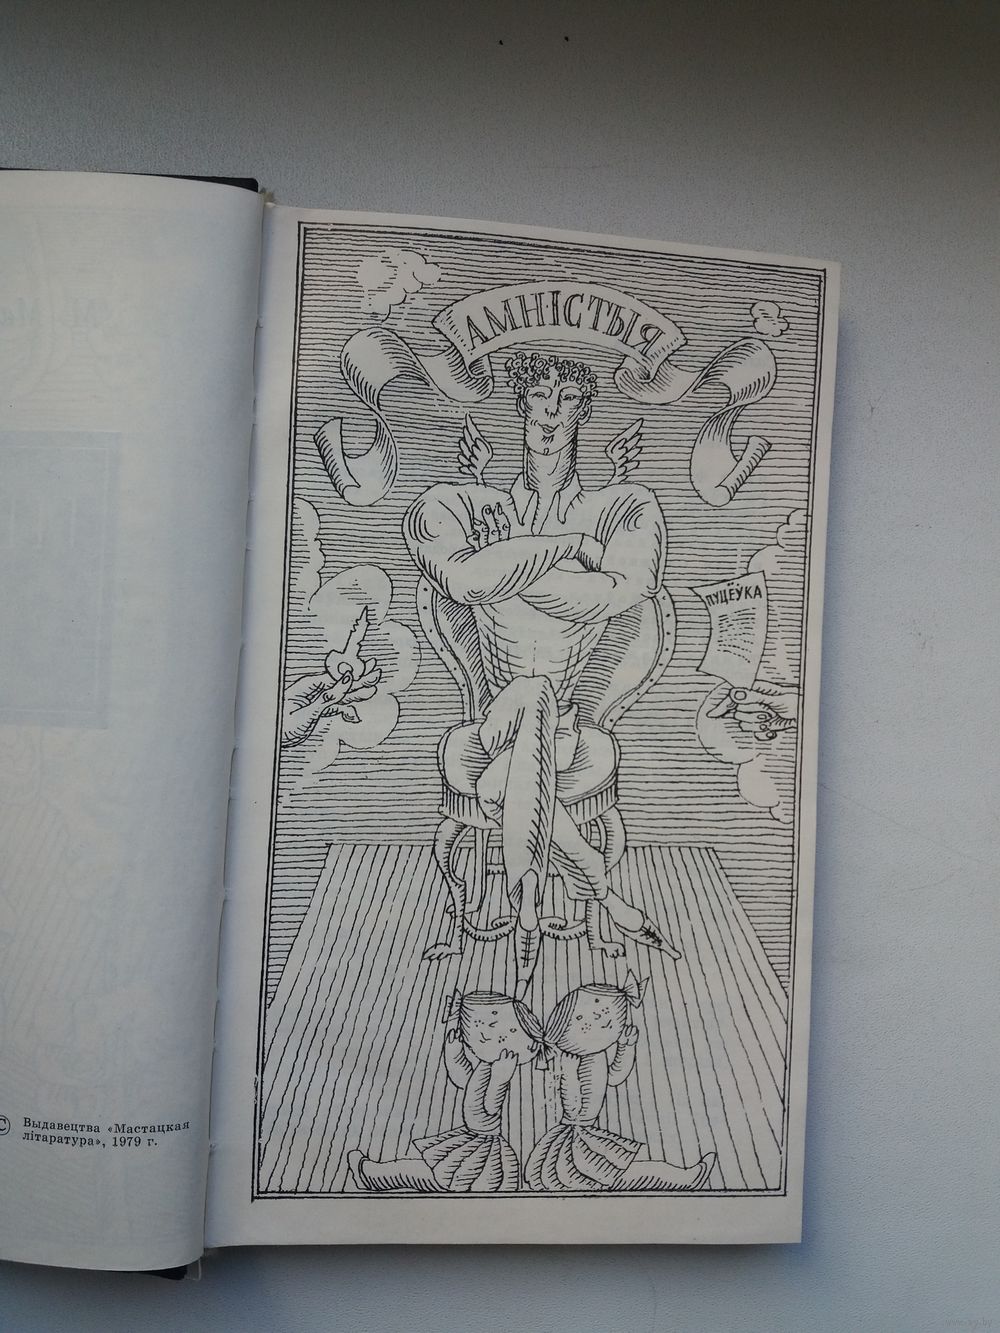 © Выдавецтва «Мастацкая
літаратура», 1979 г.
АМНІСТЫЯ
ПУЦЁЎКА